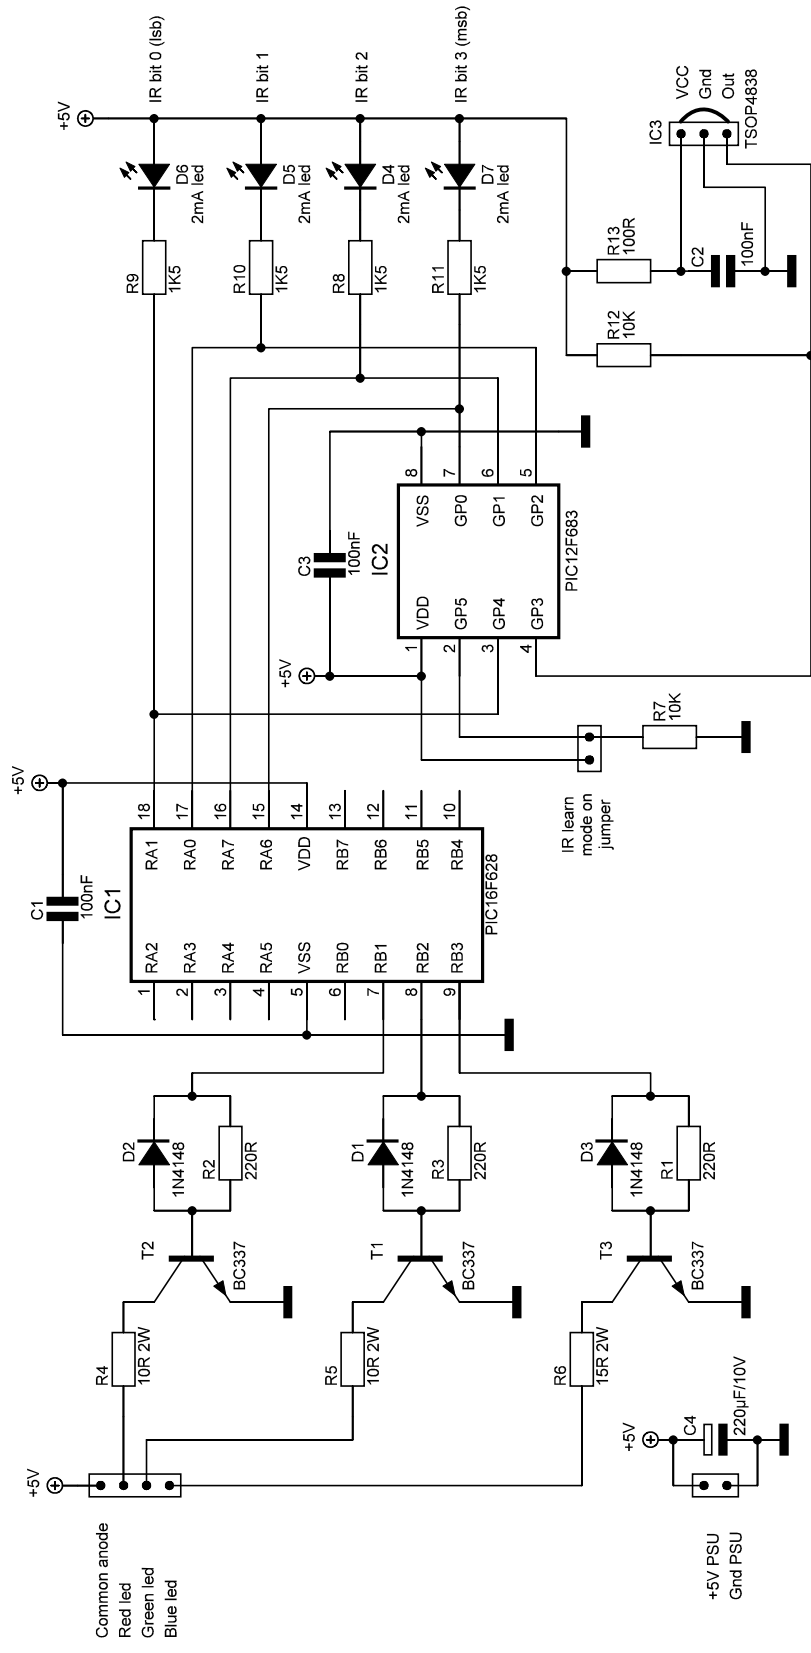 Common anode
Red led
Green led
Blue led
+5V
R4
10R 2W
T2
BC337
D2
1N4148
R2
220R
R5
10R 2W
T1
BC337
D1
1N4148
R3
220R
R6
15R 2W
T3
BC337
D3
1N4148
R1
220R
+5V PSU
Gnd PSU
+5V
C4
220µF/10V
C1
100nF
+5V
IC1
PIC16F628
1 RA2
2 RA3
3 RA4
4 RA5
5 VSS
6 RB0
7 RB1
8 RB2
9 RB3
RA1 18
RA0 17
RA7 16
RA6 15
VDD 14
RB7 13
RB6 12
RB5 11
RB4 10
IR learn
mode on
jumper
R7
10K
+5V
C3
100nF
IC2
PIC12F683
1 VDD
2 GP5
3 GP4
4 GP3
VSS 8
GP0 7
GP1 6
GP2 5
R9
1K5
D6
2mA led
IR bit 0 (lsb)
R10
1K5
D5
2mA led
IR bit 1
R8
1K5
D4
2mA led
IR bit 2
R11
1K5
D7
2mA led
IR bit 3 (msb)
+5V
R12
10K
R13
100R
C2
100nF
IC3
TSOP4838
VCC
Gnd
Out